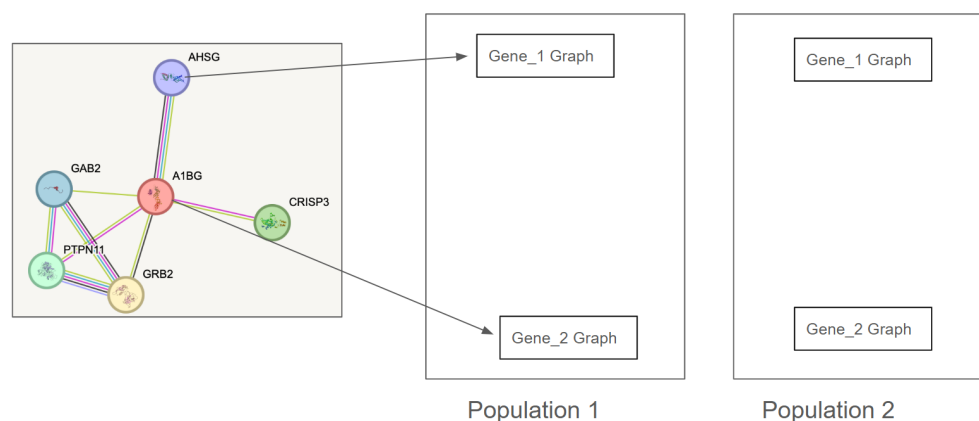 AHSG
GAB2
A1BG
CRISP3
PTPN11
GRB2
Gene_1 Graph
Gene_2 Graph
Population 1
Gene_1 Graph
Gene_2 Graph
Population 2